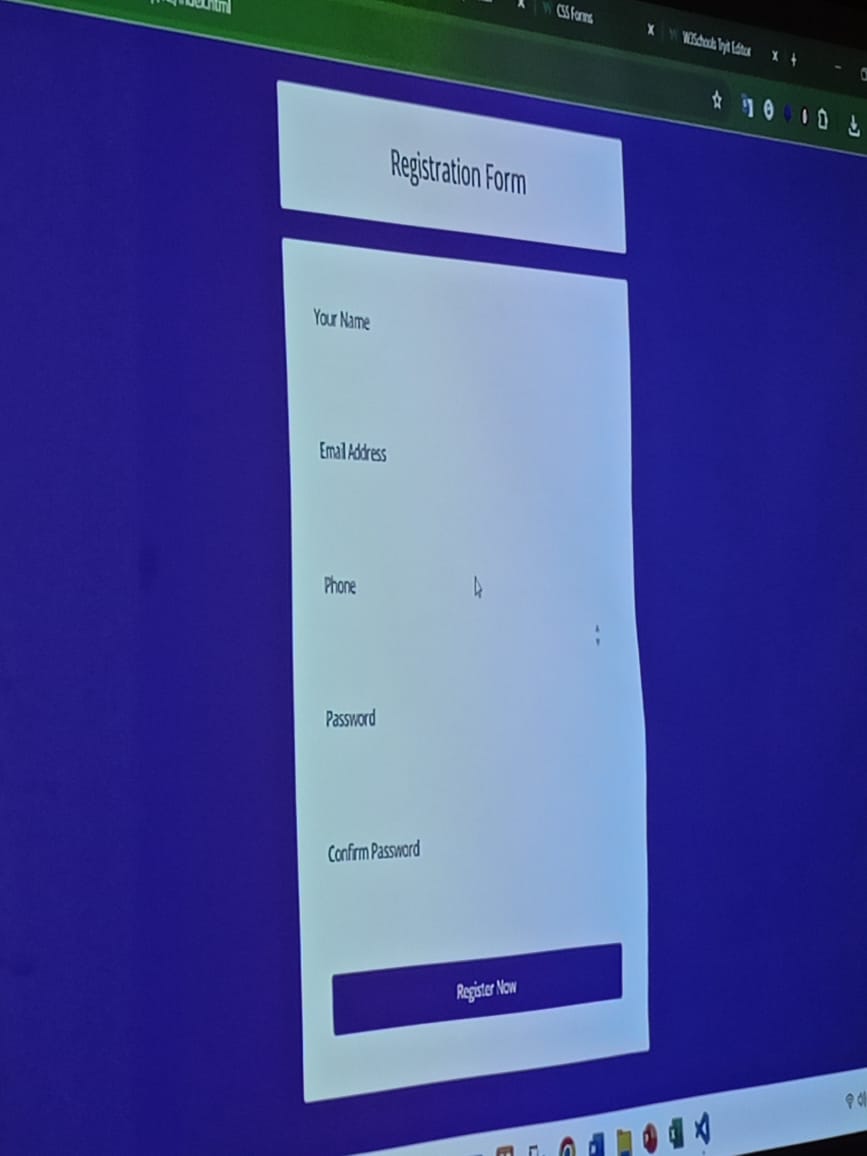 index.html
CSS Forms
W3Schools Tryit Editor
Registration Form
Your Name
Email Address
Phone
Password
Confirm Password
Register Now